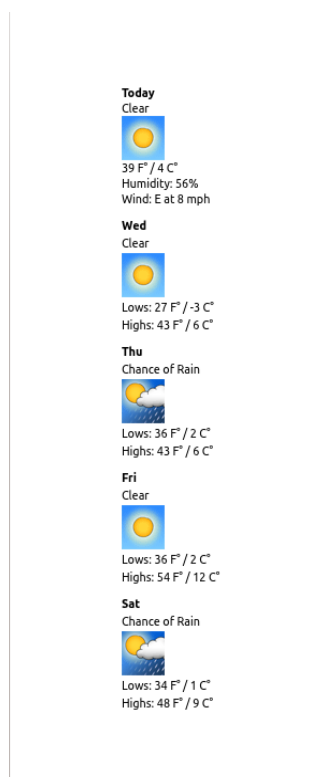 Today
Clear
39 F° / 4 C°
Humidity: 56%
Wind: E at 8 mph
Wed
Clear
Lows: 27 F° / -3 C°
Highs: 43 F° / 6 C°
Thu
Chance of Rain
Lows: 36 F° / 2 C°
Highs: 43 F° / 6 C°
Fri
Clear
Lows: 36 F° / 2 C°
Highs: 54 F° / 12 C°
Sat
Chance of Rain
Lows: 34 F° / 1 C°
Highs: 48 F° / 9 C°